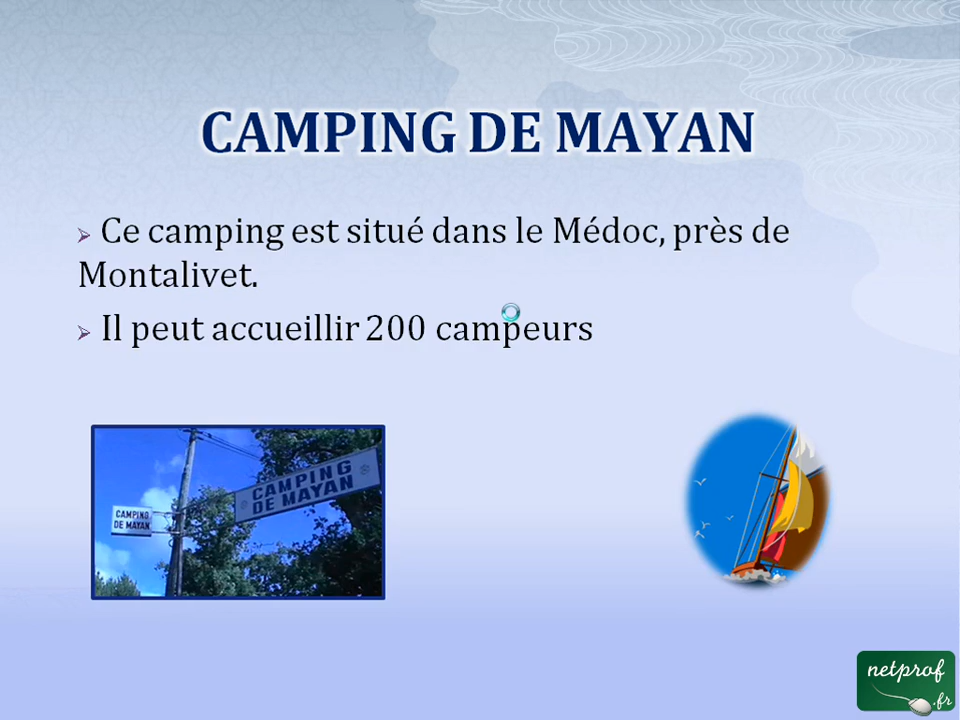 CAMPING DE MAYAN
Ce camping est situé dans le Médoc, près de
Montalivet.
Il peut accueillir 200 campeurs
CAMPING
DE MAYAN
CAMPING
DE MAYAN
netprof
.fr